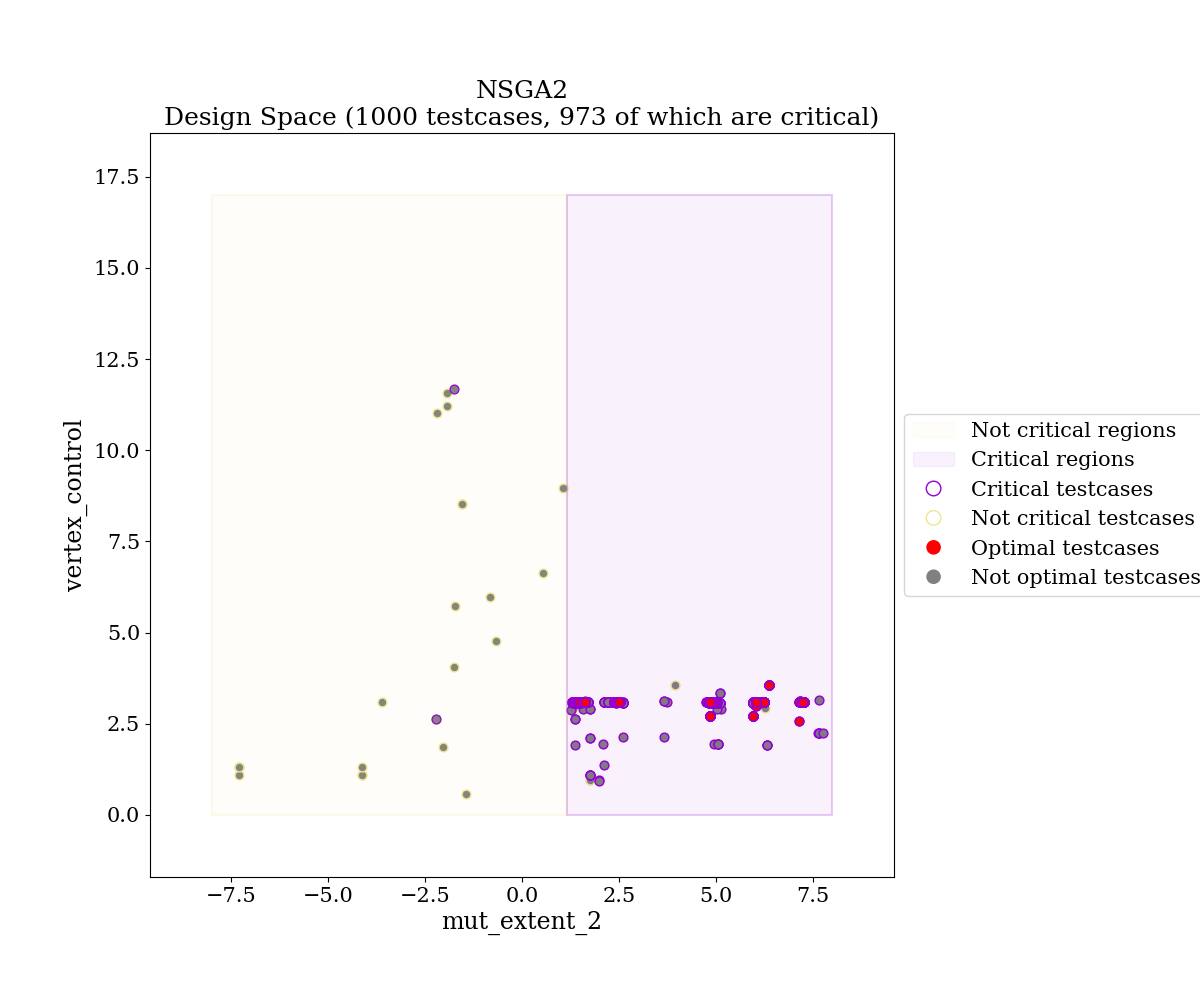 NSGA2
Design Space (1000 testcases, 973 of which are critical)
17.5
15.0
12.5
10.0
7.5
5.0
2.5
0.0
vertex_control
−7.5
−5.0
−2.5
0.0
2.5
5.0
7.5
mut_extent_2
Not critical regions
Critical regions
Critical testcases
Not critical testcases
Optimal testcases
Not optimal testcases